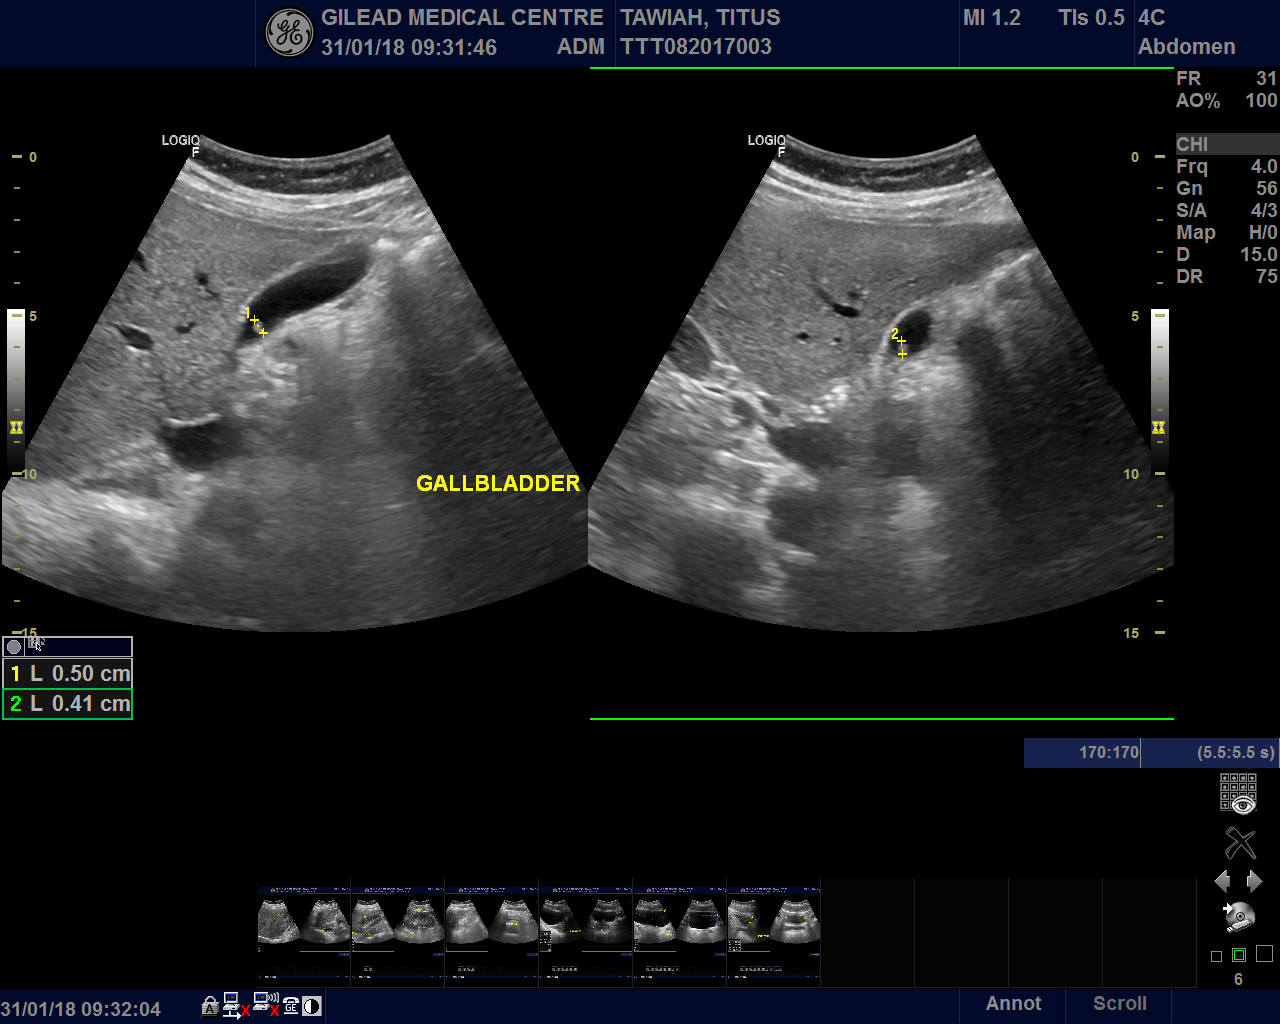 GILEAD MEDICAL CENTRE
31/01/18 09:31:46 ADM
TAWIAH, TITUS
TTT082017003
MI 1.2 TIs 0.5
4C
Abdomen
FR 31
AO% 100
CHI
Frq 4.0
Gn 56
S/A 4/3
Map H/0
D 15.0
DR 75
LOGIQ
F
LOGIQ
F
0
5
10
15
0
5
10
15
1
2
GALLBLADDER
1 L 0.50 cm
2 L 0.41 cm
170:170 (5.5:5.5 s)
6
31/01/18 09:32:04
Annot
Scroll